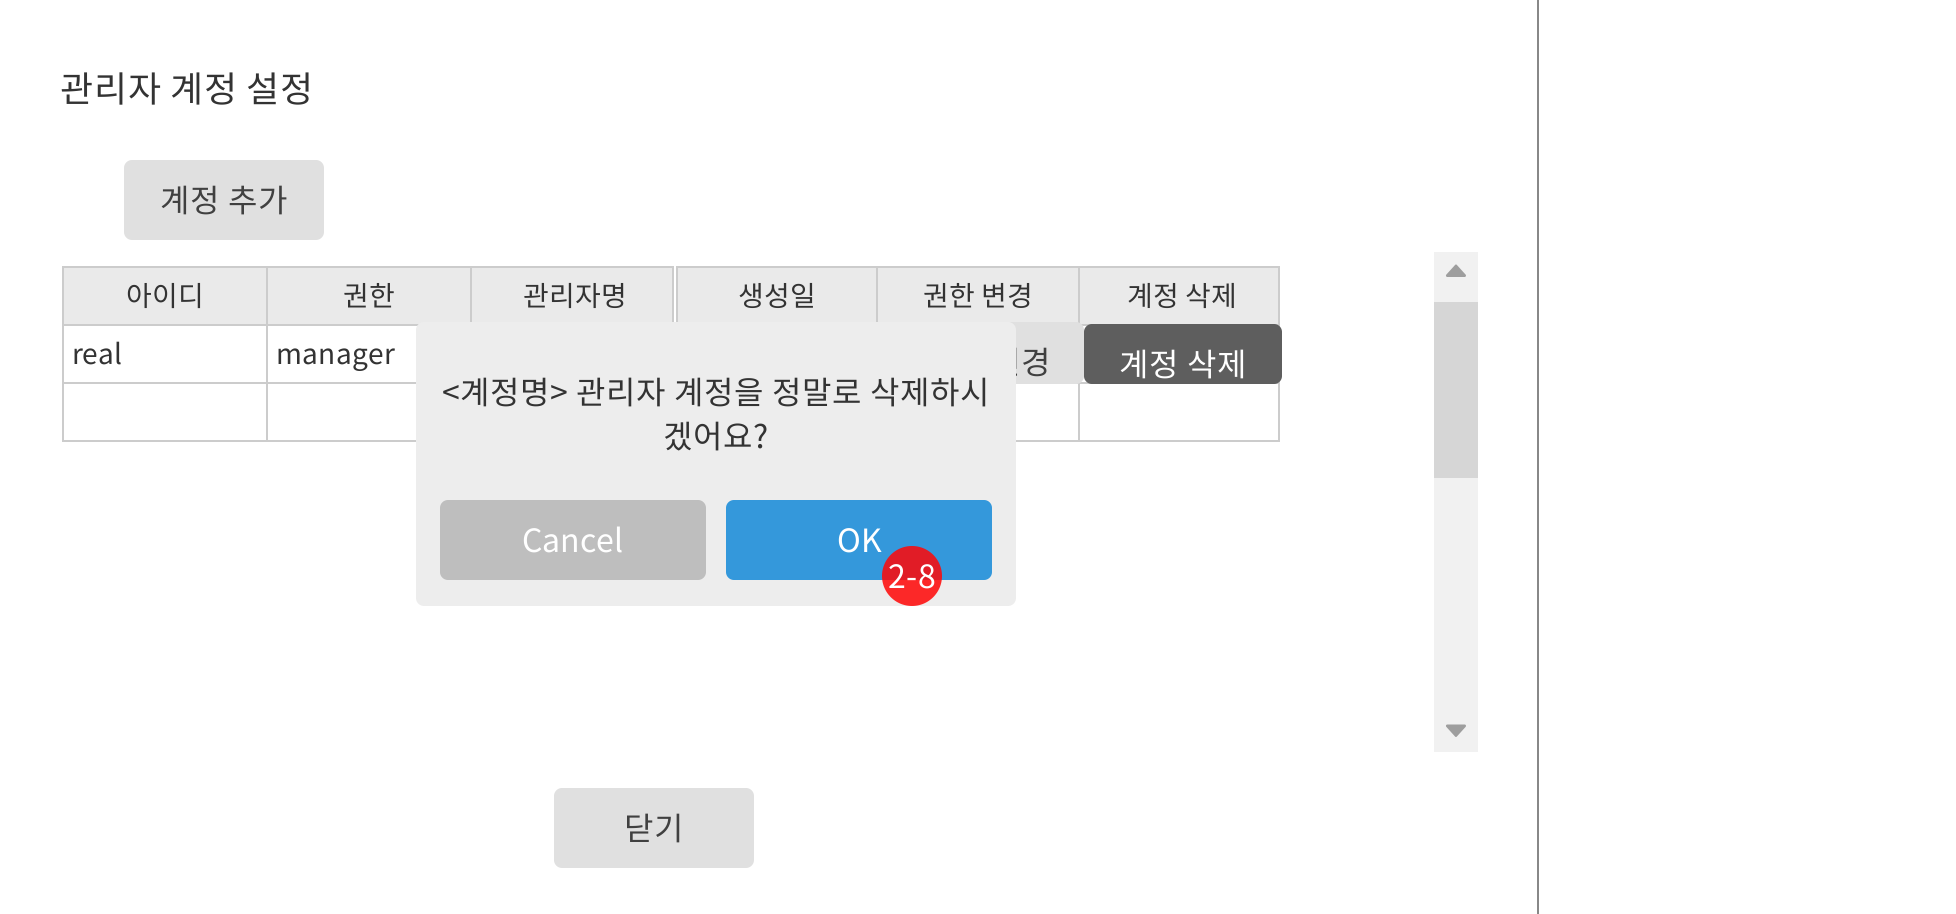 관리자 계정 설정
계정 추가
아이디 권한 관리자명 생성일 권한 변경 계정 삭제
real manager 계정 삭제
<계정명> 관리자 계정을 정말로 삭제하시
겠어요?
Cancel OK
2-8
닫기